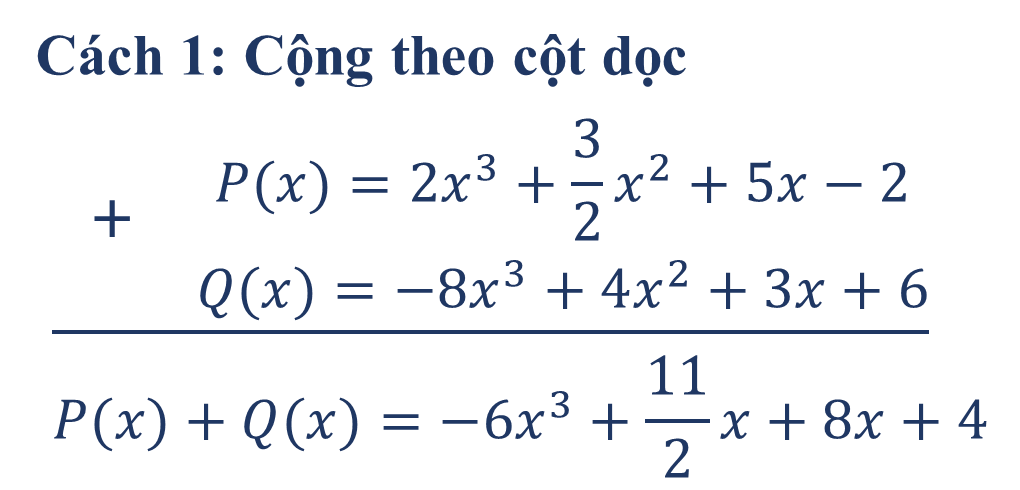 Cách 1: Cộng theo cột dọc
P(x) = 2x³ + 3/2 x² + 5x − 2
+
Q(x) = −8x³ + 4x² + 3x + 6
P(x) + Q(x) = −6x³ + 11/2 x + 8x + 4